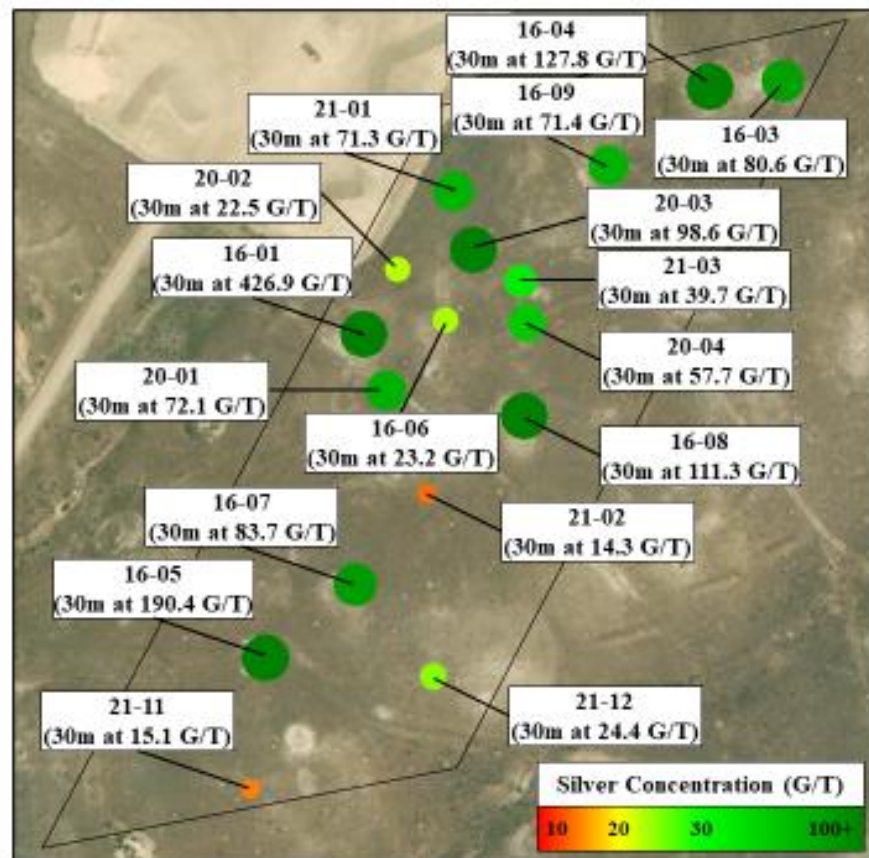 16-04
(30m at 127.8 G/T)
16-09
(30m at 71.4 G/T)
21-01
(30m at 71.3 G/T)
16-03
(30m at 80.6 G/T)
20-02
(30m at 22.5 G/T)
20-03
(30m at 98.6 G/T)
16-01
(30m at 426.9 G/T)
21-03
(30m at 39.7 G/T)
20-04
(30m at 57.7 G/T)
20-01
(30m at 72.1 G/T)
16-06
(30m at 23.2 G/T)
16-08
(30m at 111.3 G/T)
16-07
(30m at 83.7 G/T)
21-02
(30m at 14.3 G/T)
16-05
(30m at 190.4 G/T)
21-11
(30m at 15.1 G/T)
21-12
(30m at 24.4 G/T)
Silver Concentration (G/T)
10 20 30 100+